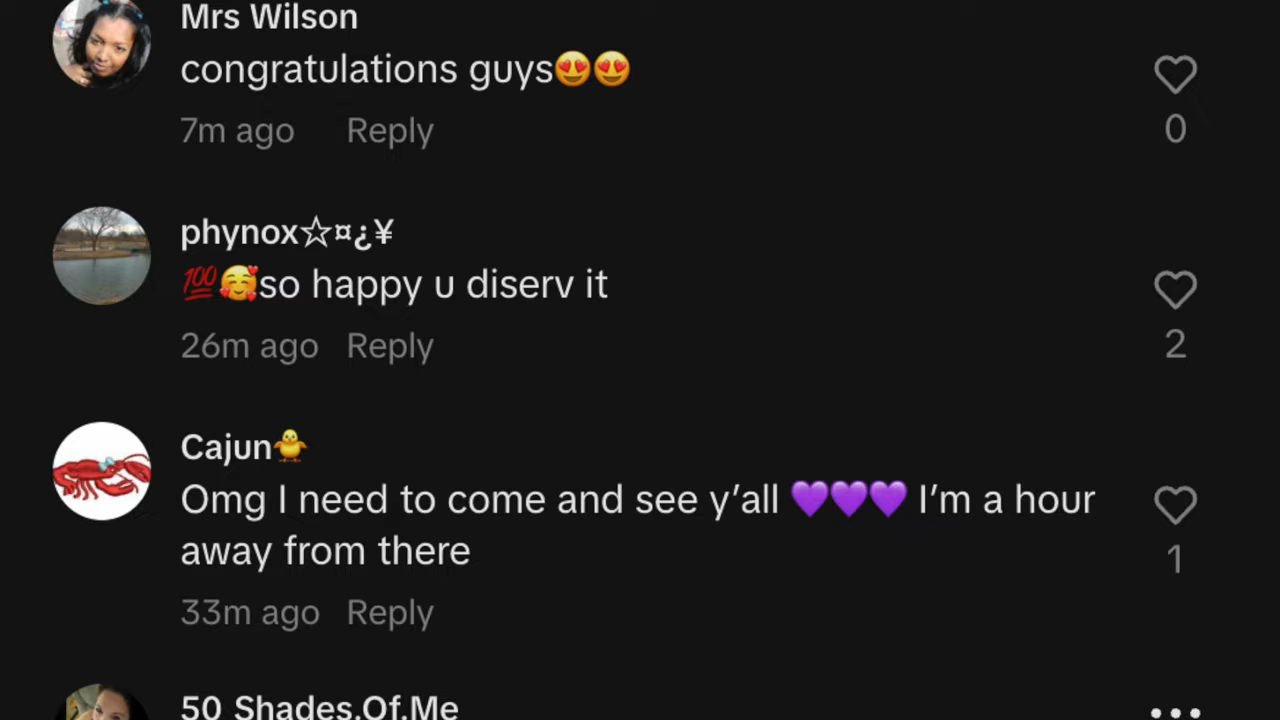 Mrs Wilson
congratulations guys😍😍
7m ago Reply
0
phynox☆¤¿¥
💯🥰so happy u diserv it
26m ago Reply
2
Cajun🐥
Omg I need to come and see y’all 💜💜💜 I’m a hour
away from there
33m ago Reply
1
50 Shades.Of.Me